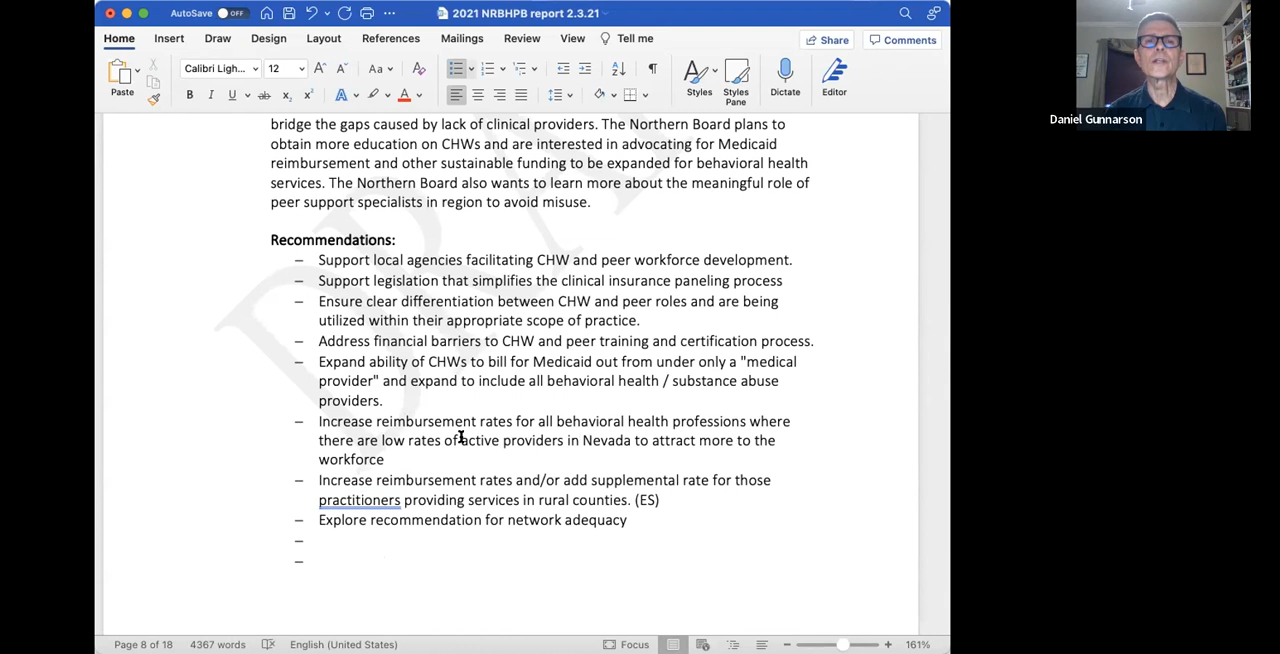 AutoSave OFF
2021 NRBHPB report 2.3.21
Home Insert Draw Design Layout References Mailings Review View Tell me Share Comments
Calibri Ligh... 12
Paste
Styles
Styles Pane
Dictate
Editor
bridge the gaps caused by lack of clinical providers. The Northern Board plans to
obtain more education on CHWs and are interested in advocating for Medicaid
reimbursement and other sustainable funding to be expanded for behavioral health
services. The Northern Board also wants to learn more about the meaningful role of
peer support specialists in region to avoid misuse.
Recommendations:
– Support local agencies facilitating CHW and peer workforce development.
– Support legislation that simplifies the clinical insurance paneling process
– Ensure clear differentiation between CHW and peer roles and are being
utilized within their appropriate scope of practice.
– Address financial barriers to CHW and peer training and certification process.
– Expand ability of CHWs to bill for Medicaid out from under only a "medical
provider" and expand to include all behavioral health / substance abuse
providers.
– Increase reimbursement rates for all behavioral health professions where
there are low rates of active providers in Nevada to attract more to the
workforce
– Increase reimbursement rates and/or add supplemental rate for those
practitioners providing services in rural counties. (ES)
– Explore recommendation for network adequacy
–
–
Page 8 of 18 4367 words English (United States) Focus 161%
Daniel Gunnarson